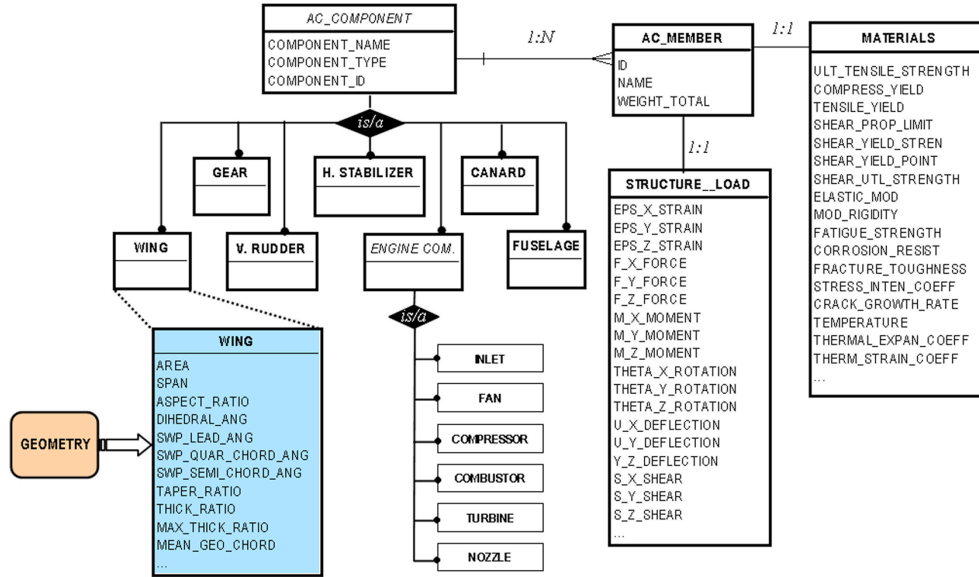 AC_COMPONENT
COMPONENT_NAME
COMPONENT_TYPE
COMPONENT_ID
1:N
AC_MEMBER
ID
NAME
WEIGHT_TOTAL
1:1
MATERIALS
ULT_TENSILE_STRENGTH
COMPRESS_YIELD
TENSILE_YIELD
SHEAR_PROP_LIMIT
SHEAR_YIELD_STREN
SHEAR_YIELD_POINT
SHEAR_UTL_STRENGTH
ELASTIC_MOD
MOD_RIGIDITY
FATIGUE_STRENGTH
CORROSION_RESIST
FRACTURE_TOUGHNESS
STRESS_INTEN_COEFF
CRACK_GROWTH_RATE
TEMPERATURE
THERMAL_EXPAN_COEFF
THERM_STRAIN_COEFF
...
1:1
STRUCTURE__LOAD
EPS_X_STRAIN
EPS_Y_STRAIN
EPS_Z_STRAIN
F_X_FORCE
F_Y_FORCE
F_Z_FORCE
M_X_MOMENT
M_Y_MOMENT
M_Z_MOMENT
THETA_X_ROTATION
THETA_Y_ROTATION
THETA_Z_ROTATION
U_X_DEFLECTION
U_Y_DEFLECTION
Y_Z_DEFLECTION
S_X_SHEAR
S_Y_SHEAR
S_Z_SHEAR
...
is/a
GEAR
H. STABILIZER
CANARD
WING
V. RUDDER
ENGINE COM.
FUSELAGE
is/a
INLET
FAN
COMPRESSOR
COMBUSTOR
TURBINE
NOZZLE
WING
AREA
SPAN
ASPECT_RATIO
DIHEDRAL_ANG
SWP_LEAD_ANG
SWP_QUAR_CHORD_ANG
SWP_SEMI_CHORD_ANG
TAPER_RATIO
THICK_RATIO
MAX_THICK_RATIO
MEAN_GEO_CHORD
...
GEOMETRY